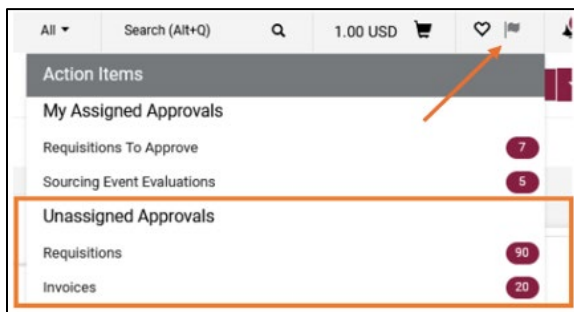 All Search (Alt+Q) 1.00 USD
Action Items
My Assigned Approvals
Requisitions To Approve 7
Sourcing Event Evaluations 5
Unassigned Approvals
Requisitions 90
Invoices 20